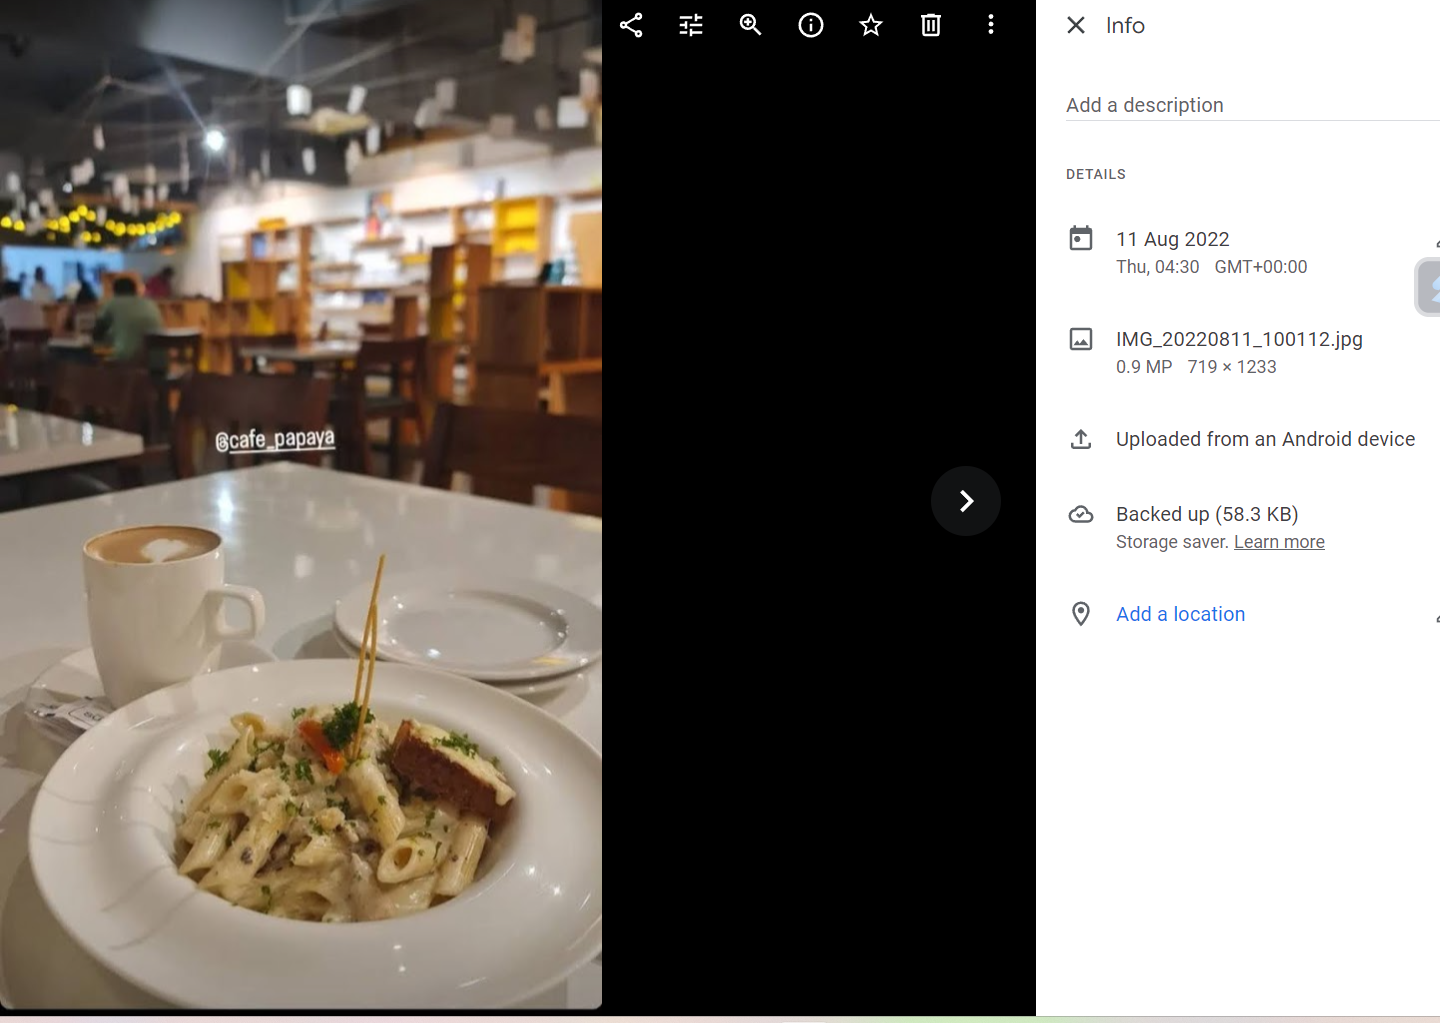 @cafe_papaya
Info
Add a description
DETAILS
11 Aug 2022
Thu, 04:30 GMT+00:00
IMG_20220811_100112.jpg
0.9 MP 719 × 1233
Uploaded from an Android device
Backed up (58.3 KB)
Storage saver. Learn more
Add a location